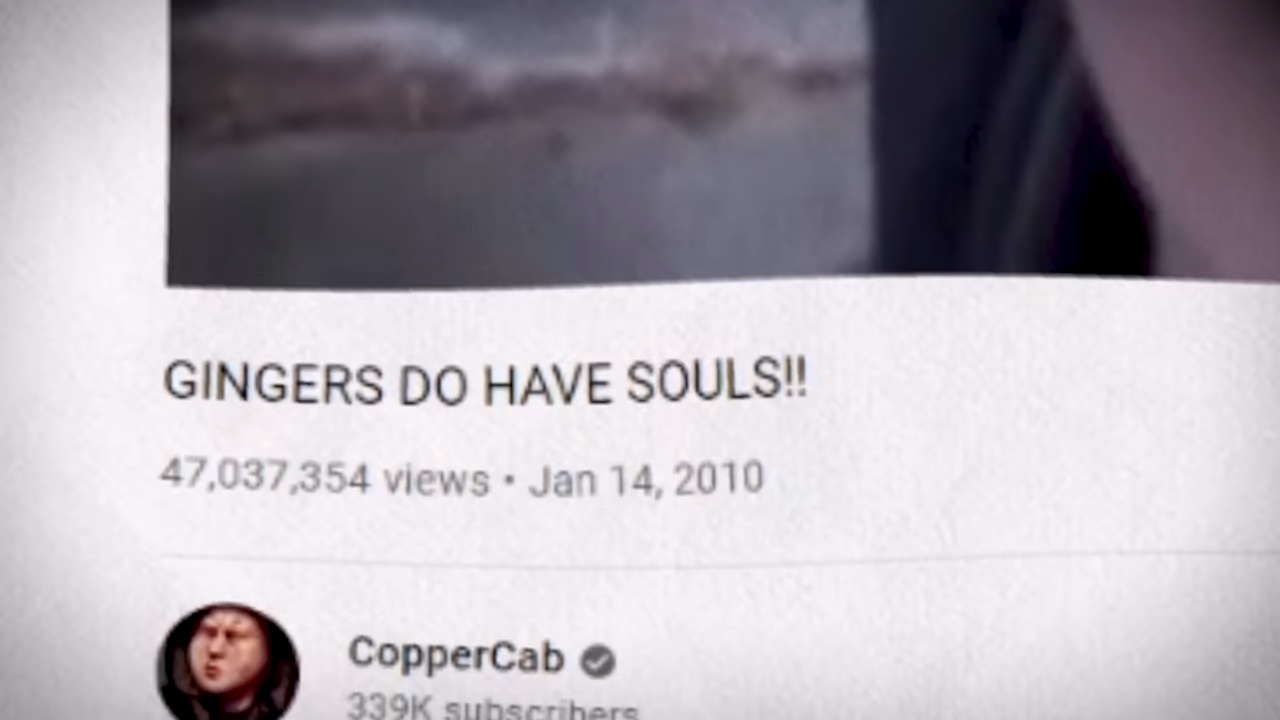 GINGERS DO HAVE SOULS!!
47,037,354 views • Jan 14, 2010
CopperCab
339K subscribers